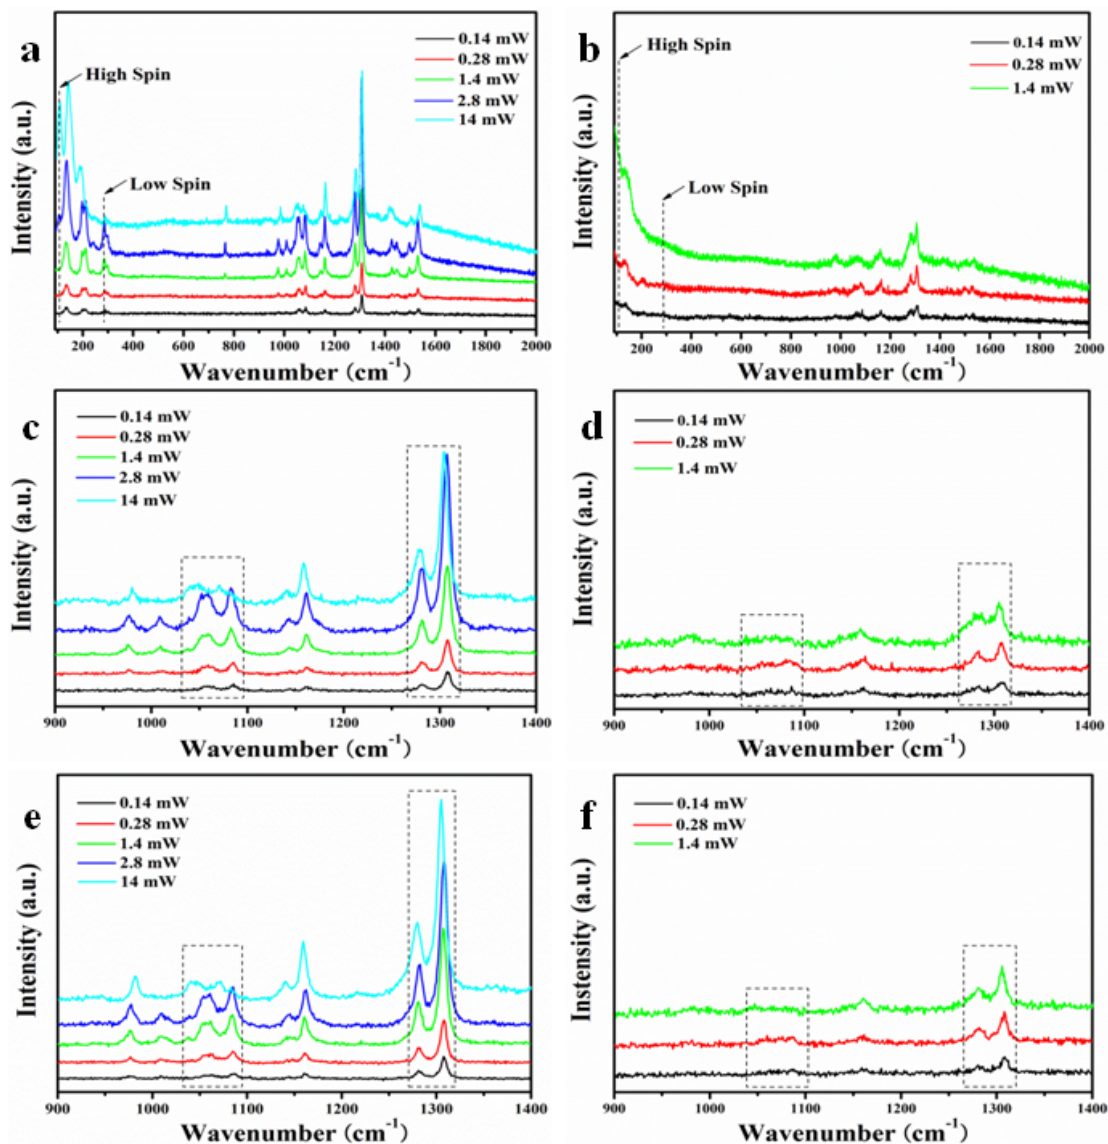 a
0.14 mW
0.28 mW
1.4 mW
2.8 mW
14 mW
High Spin
Low Spin
Intensity (a.u.)
200 400 600 800 1000 1200 1400 1600 1800 2000
Wavenumber (cm-1)
b
0.14 mW
0.28 mW
1.4 mW
High Spin
Low Spin
Intensity (a.u.)
200 400 600 800 1000 1200 1400 1600 1800 2000
Wavenumber (cm-1)
c
0.14 mW
0.28 mW
1.4 mW
2.8 mW
14 mW
Intensity (a.u.)
900 1000 1100 1200 1300 1400
Wavenumber (cm-1)
d
0.14 mW
0.28 mW
1.4 mW
Intensity (a.u.)
900 1000 1100 1200 1300 1400
Wavenumber (cm-1)
e
0.14 mW
0.28 mW
1.4 mW
2.8 mW
14 mW
Intensity (a.u.)
900 1000 1100 1200 1300 1400
Wavenumber (cm-1)
f
0.14 mW
0.28 mW
1.4 mW
Instensity (a.u.)
900 1000 1100 1200 1300 1400
Wavenumber (cm-1)